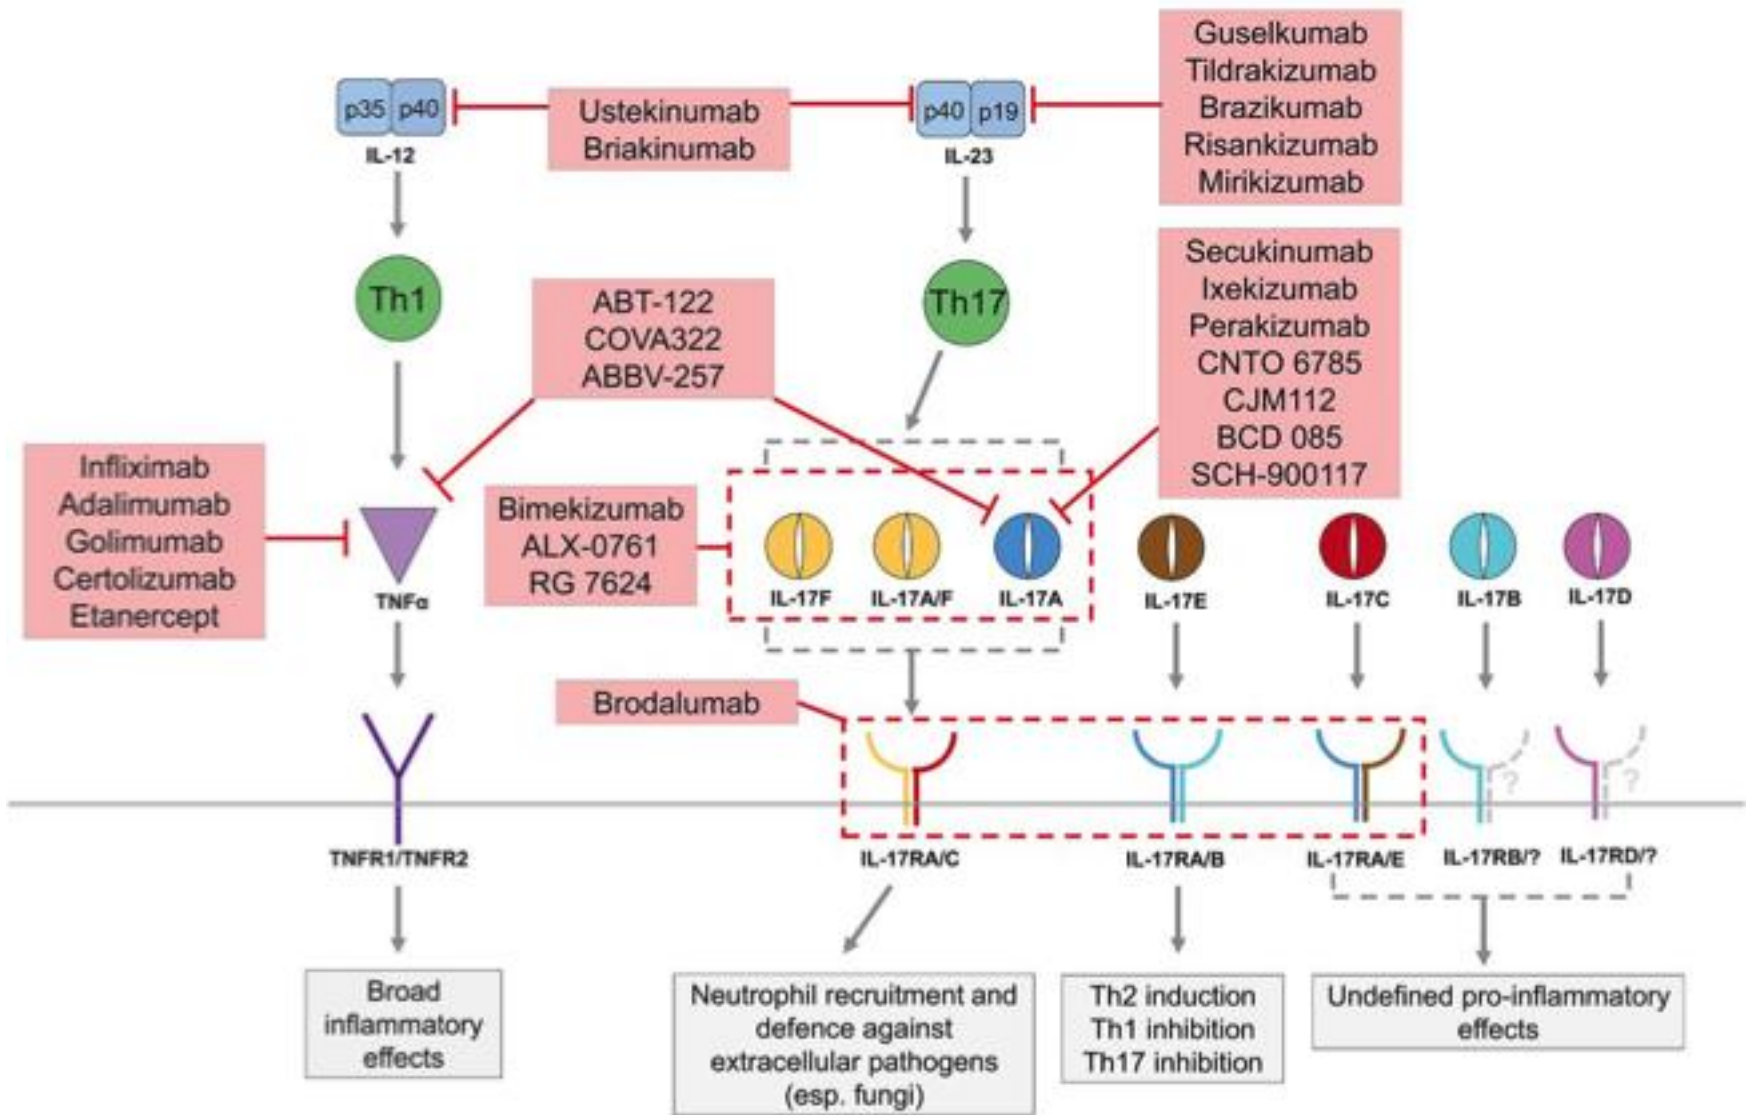 Guselkumab
Tildrakizumab
Brazikumab
Risankizumab
Mirikizumab
p35 p40
IL-12
Ustekinumab
Briakinumab
p40 p19
IL-23
Th1
ABT-122
COVA322
ABBV-257
Th17
Secukinumab
Ixekizumab
Perakizumab
CNTO 6785
CJM112
BCD 085
SCH-900117
Infliximab
Adalimumab
Golimumab
Certolizumab
Etanercept
TNFα
Bimekizumab
ALX-0761
RG 7624
IL-17F
IL-17A/F
IL-17A
IL-17E
IL-17C
IL-17B
IL-17D
Brodalumab
?
?
TNFR1/TNFR2
IL-17RA/C
IL-17RA/B
IL-17RA/E
IL-17RB/?
IL-17RD/?
Broad
inflammatory
effects
Neutrophil recruitment and
defence against
extracellular pathogens
(esp. fungi)
Th2 induction
Th1 inhibition
Th17 inhibition
Undefined pro-inflammatory
effects